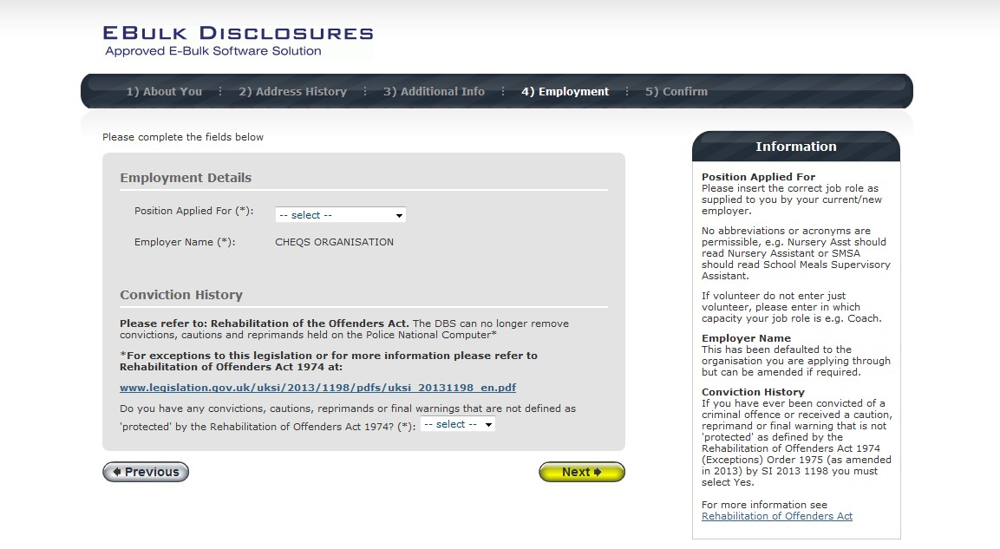 EBulk Disclosures
Approved E-Bulk Software Solution
1) About You ⋮ 2) Address History ⋮ 3) Additional Info ⋮ 4) Employment ⋮ 5) Confirm
Please complete the fields below
Employment Details
Position Applied For (*): -- select --
Employer Name (*): CHEQS ORGANISATION
Conviction History
Please refer to: Rehabilitation of the Offenders Act. The DBS can no longer remove
convictions, cautions and reprimands held on the Police National Computer*
*For exceptions to this legislation or for more information please refer to
Rehabilitation of Offenders Act 1974 at:
www.legislation.gov.uk/uksi/2013/1198/pdfs/uksi_20131198_en.pdf
Do you have any convictions, cautions, reprimands or final warnings that are not defined as
'protected' by the Rehabilitation of Offenders Act 1974? (*): -- select --
Previous
Next
Information
Position Applied For
Please insert the correct job role as
supplied to you by your current/new
employer.
No abbreviations or acronyms are
permissible, e.g. Nursery Asst should
read Nursery Assistant or SMSA
should read School Meals Supervisory
Assistant.
If volunteer do not enter just
volunteer, please enter in which
capacity your job role is e.g. Coach.
Employer Name
This has been defaulted to the
organisation you are applying through
but can be amended if required.
Conviction History
If you have ever been convicted of a
criminal offence or received a caution,
reprimand or final warning that is not
'protected' as defined by the
Rehabilitation of Offenders Act 1974
(Exceptions) Order 1975 (as amended
in 2013) by SI 2013 1198 you must
select Yes.
For more information see
Rehabilitation of Offenders Act